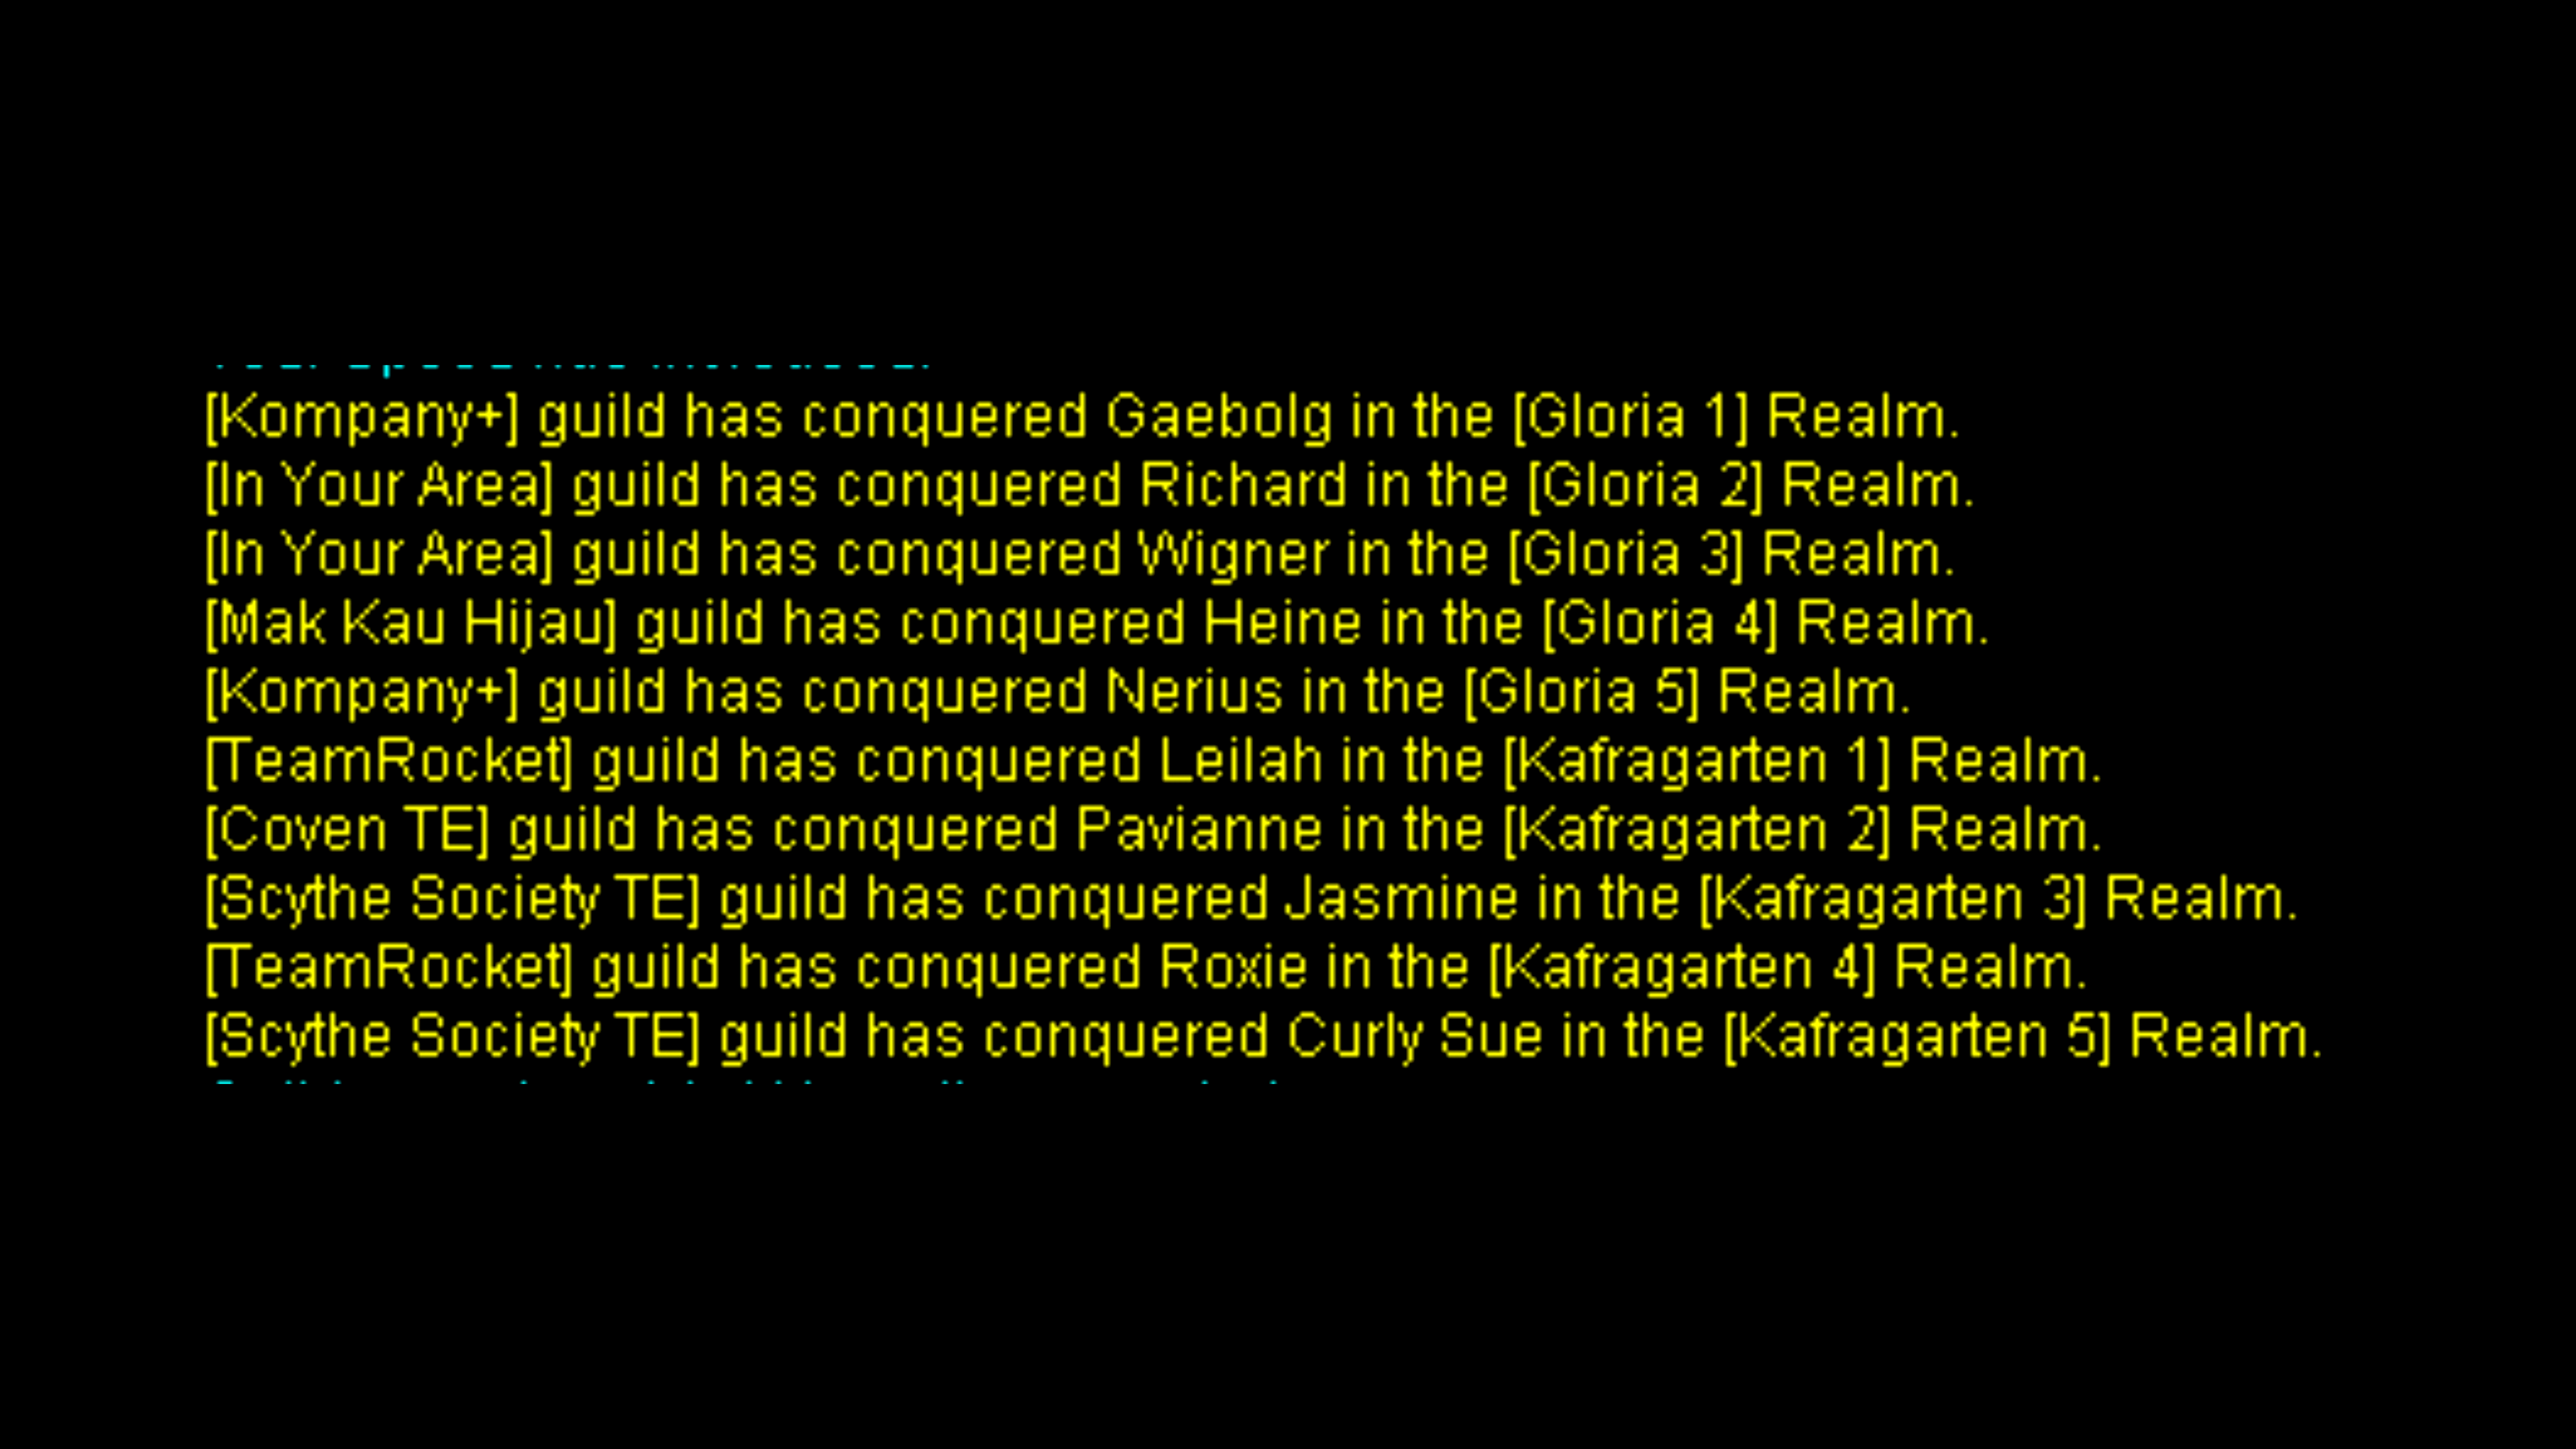 [Kompany+] guild has conquered Gaebolg in the [Gloria 1] Realm.
[In Your Area] guild has conquered Richard in the [Gloria 2] Realm.
[In Your Area] guild has conquered Wigner in the [Gloria 3] Realm.
[Mak Kau Hijau] guild has conquered Heine in the [Gloria 4] Realm.
[Kompany+] guild has conquered Nerius in the [Gloria 5] Realm.
[TeamRocket] guild has conquered Leilah in the [Kafragarten 1] Realm.
[Coven TE] guild has conquered Pavianne in the [Kafragarten 2] Realm.
[Scythe Society TE] guild has conquered Jasmine in the [Kafragarten 3] Realm.
[TeamRocket] guild has conquered Roxie in the [Kafragarten 4] Realm.
[Scythe Society TE] guild has conquered Curly Sue in the [Kafragarten 5] Realm.